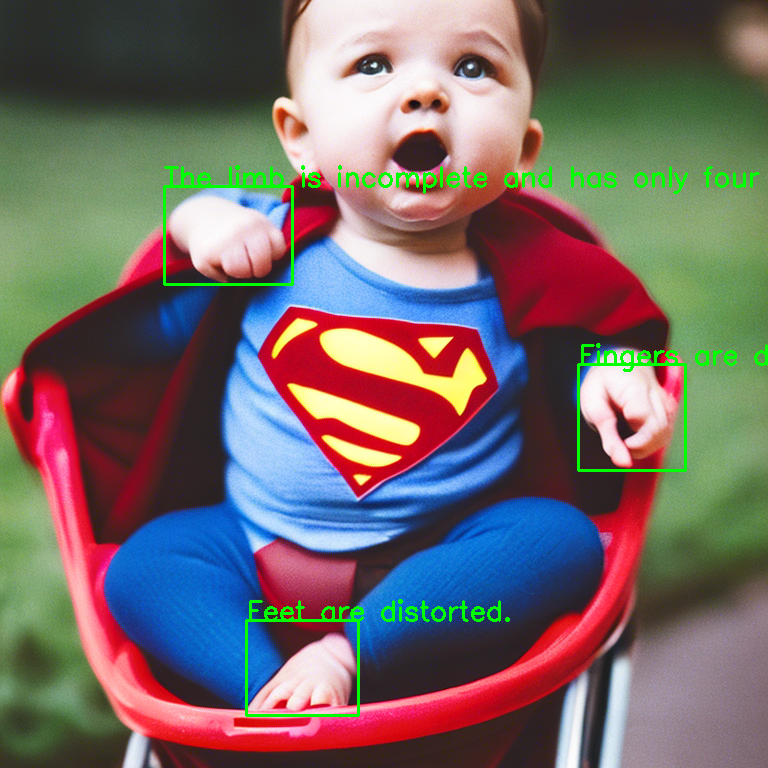 The limb is incomplete and has only four
Fingers are d
Feet are distorted.